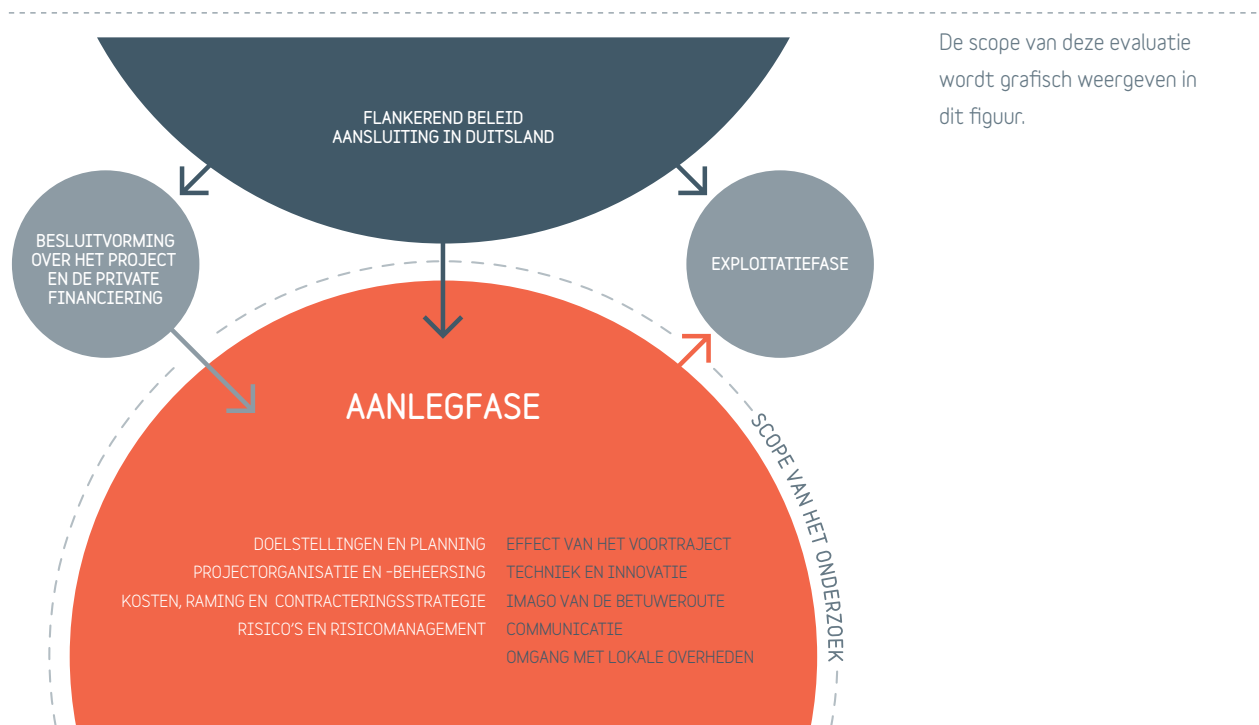 De scope van deze evaluatie
wordt grafisch weergeven in
dit figuur.
FLANKEREND BELEID
AANSLUITING IN DUITSLAND
BESLUITVORMING
OVER HET PROJECT
EN DE PRIVATE
FINANCIERING
EXPLOITATIEFASE
AANLEGFASE
SCOPE VAN HET ONDERZOEK
DOELSTELLINGEN EN PLANNING
PROJECTORGANISATIE EN -BEHEERSING
KOSTEN, RAMING EN CONTRACTERINGSSTRATEGIE
RISICO'S EN RISICOMANAGEMENT
EFFECT VAN HET VOORTRAJECT
TECHNIEK EN INNOVATIE
IMAGO VAN DE BETUWEROUTE
COMMUNICATIE
OMGANG MET LOKALE OVERHEDEN